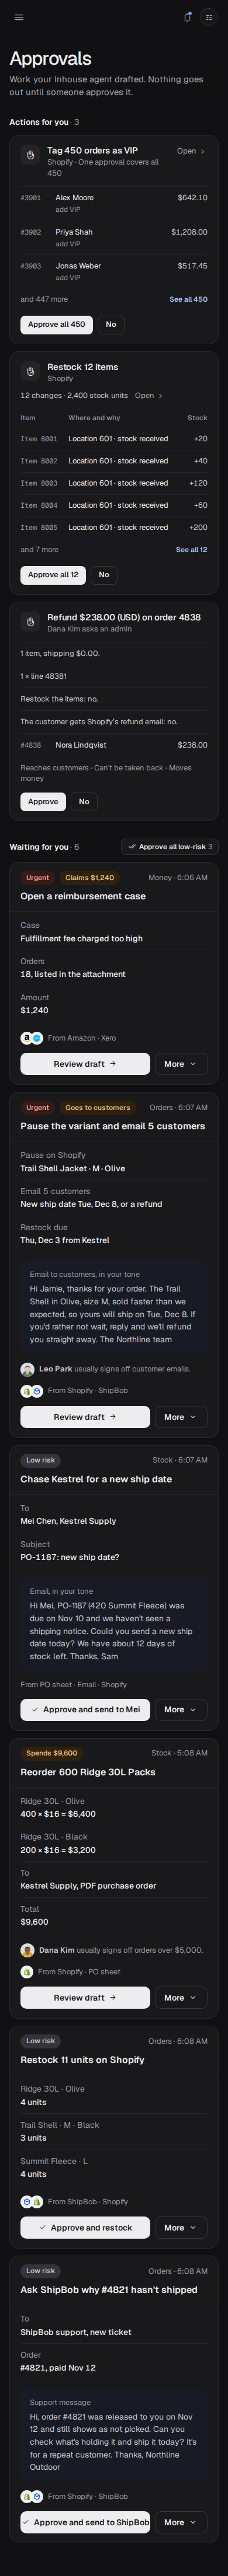 Approvals
Work your Inhouse agent drafted. Nothing goes
out until someone approves it.
Actions for you · 3
Tag 450 orders as VIP
Open
Shopify · One approval covers all
450
#3901 Alex Moore $642.10
add VIP
#3902 Priya Shah $1,208.00
add VIP
#3903 Jonas Weber $517.45
add VIP
and 447 more See all 450
Approve all 450 No
Restock 12 items
Shopify
12 changes · 2,400 stock units Open
Item Where and why Stock
Item 8001 Location 601 · stock received +20
Item 8002 Location 601 · stock received +40
Item 8003 Location 601 · stock received +120
Item 8004 Location 601 · stock received +60
Item 8005 Location 601 · stock received +200
and 7 more See all 12
Approve all 12 No
Refund $238.00 (USD) on order 4838
Dana Kim asks an admin
1 item, shipping $0.00.
1 × line 48381
Restock the items: no.
The customer gets Shopify's refund email: no.
#4838 Nora Lindqvist $238.00
Reaches customers · Can't be taken back · Moves
money
Approve No
Waiting for you · 6 Approve all low-risk 3
Urgent Claims $1,240 Money · 6:06 AM
Open a reimbursement case
Case
Fulfillment fee charged too high
Orders
18, listed in the attachment
Amount
$1,240
From Amazon · Xero
Review draft More
Urgent Goes to customers Orders · 6:07 AM
Pause the variant and email 5 customers
Pause on Shopify
Trail Shell Jacket · M · Olive
Email 5 customers
New ship date Tue, Dec 8, or a refund
Restock due
Thu, Dec 3 from Kestrel
Email to customers, in your tone
Hi Jamie, thanks for your order. The Trail
Shell in Olive, size M, sold faster than we
expected, so yours will ship on Tue, Dec 8. If
you'd rather not wait, reply and we'll refund
you straight away. The Northline team
Leo Park usually signs off customer emails.
From Shopify · ShipBob
Review draft More
Low risk Stock · 6:07 AM
Chase Kestrel for a new ship date
To
Mei Chen, Kestrel Supply
Subject
PO-1187: new ship date?
Email, in your tone
Hi Mei, PO-1187 (420 Summit Fleece) was
due on Nov 10 and we haven't seen a
shipping notice. Could you send a new ship
date today? We have about 12 days of
stock left. Thanks, Sam
From PO sheet · Email · Shopify
Approve and send to Mei More
Spends $9,600 Stock · 6:08 AM
Reorder 600 Ridge 30L Packs
Ridge 30L · Olive
400 × $16 = $6,400
Ridge 30L · Black
200 × $16 = $3,200
To
Kestrel Supply, PDF purchase order
Total
$9,600
Dana Kim usually signs off orders over $5,000.
From Shopify · PO sheet
Review draft More
Low risk Orders · 6:08 AM
Restock 11 units on Shopify
Ridge 30L · Olive
4 units
Trail Shell · M · Black
3 units
Summit Fleece · L
4 units
From ShipBob · Shopify
Approve and restock More
Low risk Orders · 6:08 AM
Ask ShipBob why #4821 hasn't shipped
To
ShipBob support, new ticket
Order
#4821, paid Nov 12
Support message
Hi, order #4821 was released to you on Nov
12 and still shows as not picked. Can you
check what's holding it and ship it today? It's
for a repeat customer. Thanks, Northline
Outdoor
From Shopify · ShipBob
Approve and send to ShipBob More